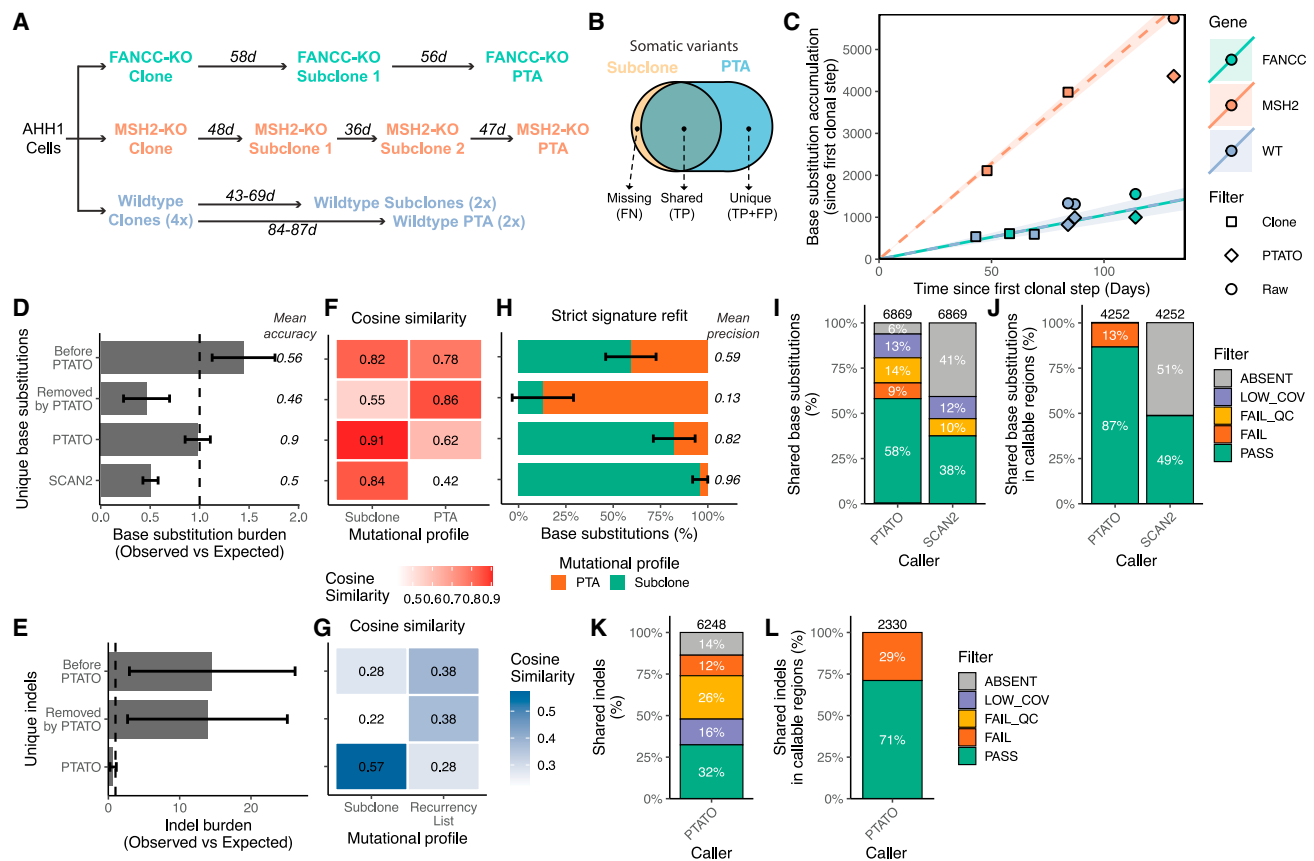 A
FANCC-KO
Clone
58d
FANCC-KO
Subclone 1
56d
FANCC-KO
PTA
AHH1
Cells
MSH2-KO
Clone
48d
MSH2-KO
Subclone 1
36d
MSH2-KO
Subclone 2
47d
MSH2-KO
PTA
Wildtype
Clones (4x)
43-69d
Wildtype Subclones (2x)
Wildtype PTA (2x)
84-87d
B
Somatic variants
Subclone
PTA
Missing
(FN)
Shared
(TP)
Unique
(TP+FP)
C
Base substitution accumulation
(since first clonal step)
5000
4000
3000
2000
1000
0
0
50
100
Time since first clonal step (Days)
Gene
FANCC
MSH2
WT
Filter
Clone
PTATO
Raw
D
Unique base substitutions
Mean
accuracy
Before
PTATO
0.56
Removed
by PTATO
0.46
PTATO
0.9
SCAN2
0.5
0.0
0.5
1.0
1.5
2.0
Base substitution burden
(Observed vs Expected)
F
Cosine similarity
0.82
0.78
0.55
0.86
0.91
0.62
0.84
0.42
Subclone
PTA
Mutational profile
Cosine
Similarity
0.5
0.6
0.7
0.8
0.9
H
Strict signature refit
Mean
precision
0.59
0.13
0.82
0.96
0%
25%
50%
75%
100%
Base substitutions (%)
Mutational profile
PTA
Subclone
I
Shared base substitutions
(%)
6869
6869
100%
75%
50%
25%
0%
6%
13%
14%
9%
58%
41%
12%
10%
38%
PTATO
SCAN2
Caller
J
Shared base substitutions
in callable regions (%)
4252
4252
100%
75%
50%
25%
0%
13%
87%
51%
49%
PTATO
SCAN2
Caller
Filter
ABSENT
LOW_COV
FAIL_QC
FAIL
PASS
E
Unique indels
Before
PTATO
Removed
by PTATO
PTATO
0
10
20
Indel burden
(Observed vs Expected)
G
Cosine similarity
0.28
0.38
0.22
0.38
0.57
0.28
Subclone
Recurrency
List
Mutational profile
Cosine
Similarity
0.5
0.4
0.3
K
Shared indels
(%)
6248
100%
75%
50%
25%
0%
14%
12%
26%
16%
32%
PTATO
Caller
L
Shared indels
in callable regions (%)
2330
100%
75%
50%
25%
0%
29%
71%
PTATO
Caller
Filter
ABSENT
LOW_COV
FAIL_QC
FAIL
PASS